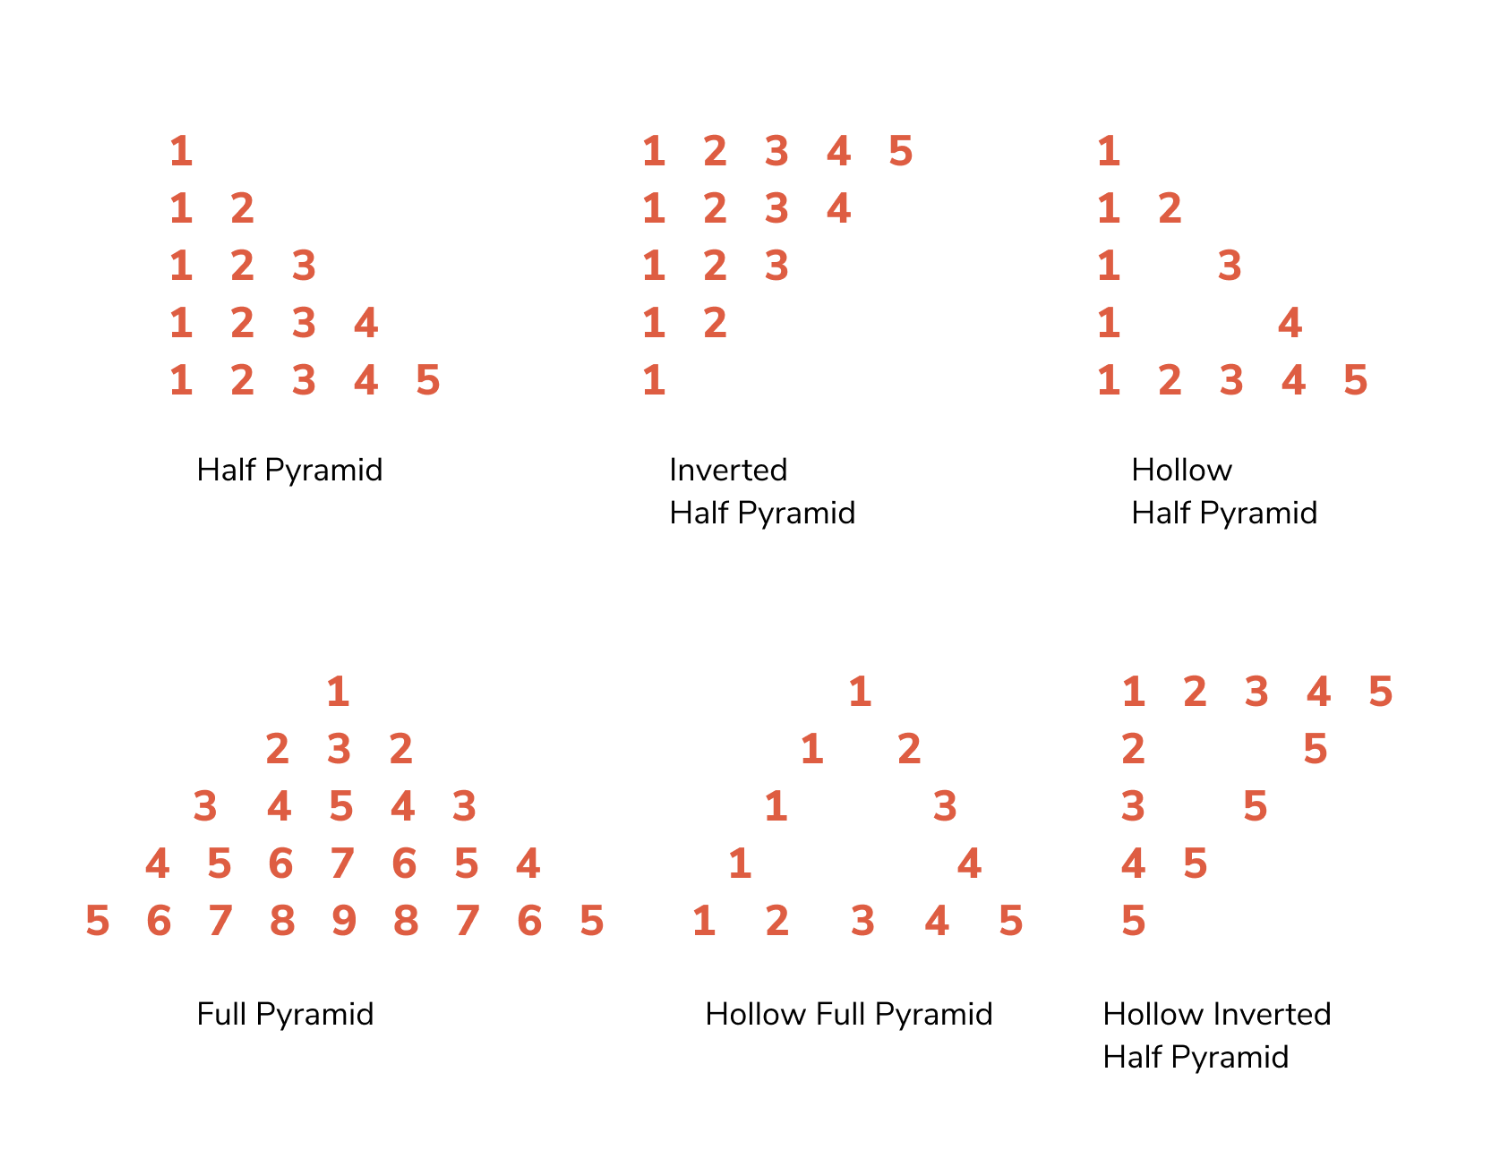 1
1 2
1 2 3
1 2 3 4
1 2 3 4 5
Half Pyramid
1 2 3 4 5
1 2 3 4
1 2 3
1 2
1
Inverted
Half Pyramid
1
1 2
1 3
1 4
1 2 3 4 5
Hollow
Half Pyramid
1
2 3 2
3 4 5 4 3
4 5 6 7 6 5 4
5 6 7 8 9 8 7 6 5
Full Pyramid
1
1 2
1 3
1 4
1 2 3 4 5
Hollow Full Pyramid
1 2 3 4 5
2 5
3 5
4 5
5
Hollow Inverted
Half Pyramid